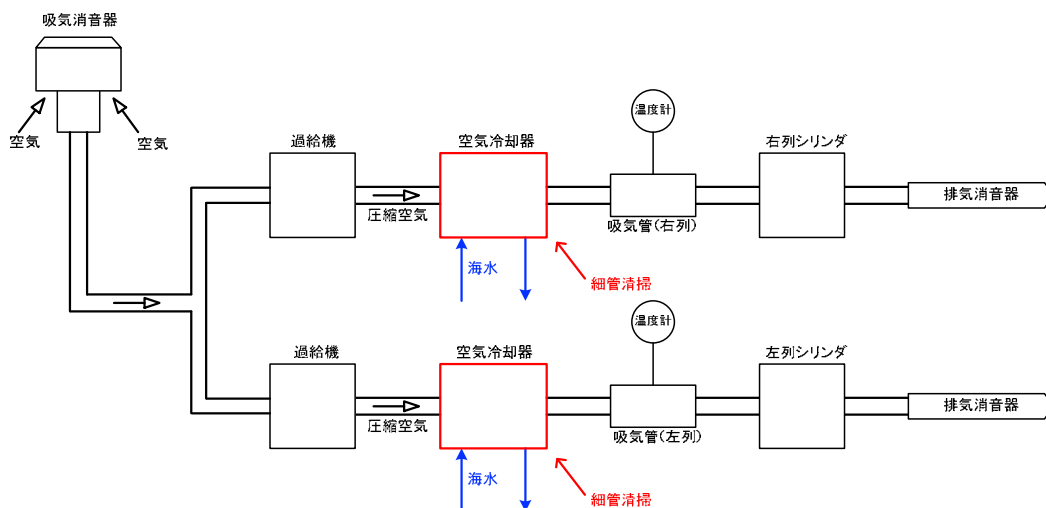 吸気消音器
空気
空気
過給機
圧縮空気
空気冷却器
海水
細管清掃
温度計
吸気管(右列)
右列シリンダ
排気消音器
過給機
圧縮空気
空気冷却器
海水
細管清掃
温度計
吸気管(左列)
左列シリンダ
排気消音器